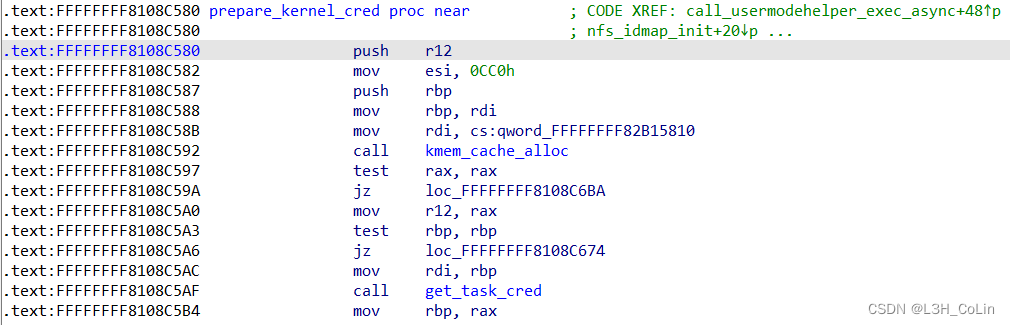 .text:FFFFFFFF8108C580 prepare_kernel_cred proc near ; CODE XREF: call_usermodehelper_exec_async+48↑p
.text:FFFFFFFF8108C580 ; nfs_idmap_init+20↓p ...
.text:FFFFFFFF8108C580 push r12
.text:FFFFFFFF8108C582 mov esi, 0CC0h
.text:FFFFFFFF8108C587 push rbp
.text:FFFFFFFF8108C588 mov rbp, rdi
.text:FFFFFFFF8108C58B mov rdi, cs:qword_FFFFFFFF82B15810
.text:FFFFFFFF8108C592 call kmem_cache_alloc
.text:FFFFFFFF8108C597 test rax, rax
.text:FFFFFFFF8108C59A jz loc_FFFFFFFF8108C6BA
.text:FFFFFFFF8108C5A0 mov r12, rax
.text:FFFFFFFF8108C5A3 test rbp, rbp
.text:FFFFFFFF8108C5A6 jz loc_FFFFFFFF8108C674
.text:FFFFFFFF8108C5AC mov rdi, rbp
.text:FFFFFFFF8108C5AF call get_task_cred
.text:FFFFFFFF8108C5B4 mov rbp, rax
CSDN @L3H_CoLin